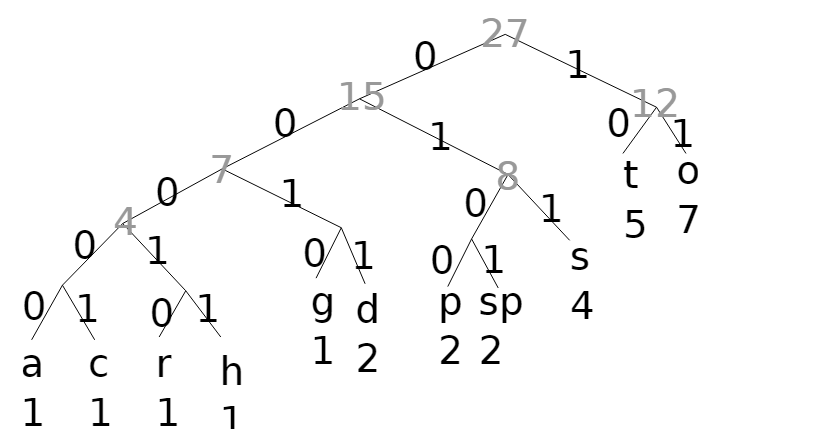 27
0 1
15 12
0 1 0 1
7 8 t o
0 1 0 1 5 7
4 s
0 1 0 1 0 1 4
g d p sp
0 1 0 1 1 2 2 2
a c r h
1 1 1 1